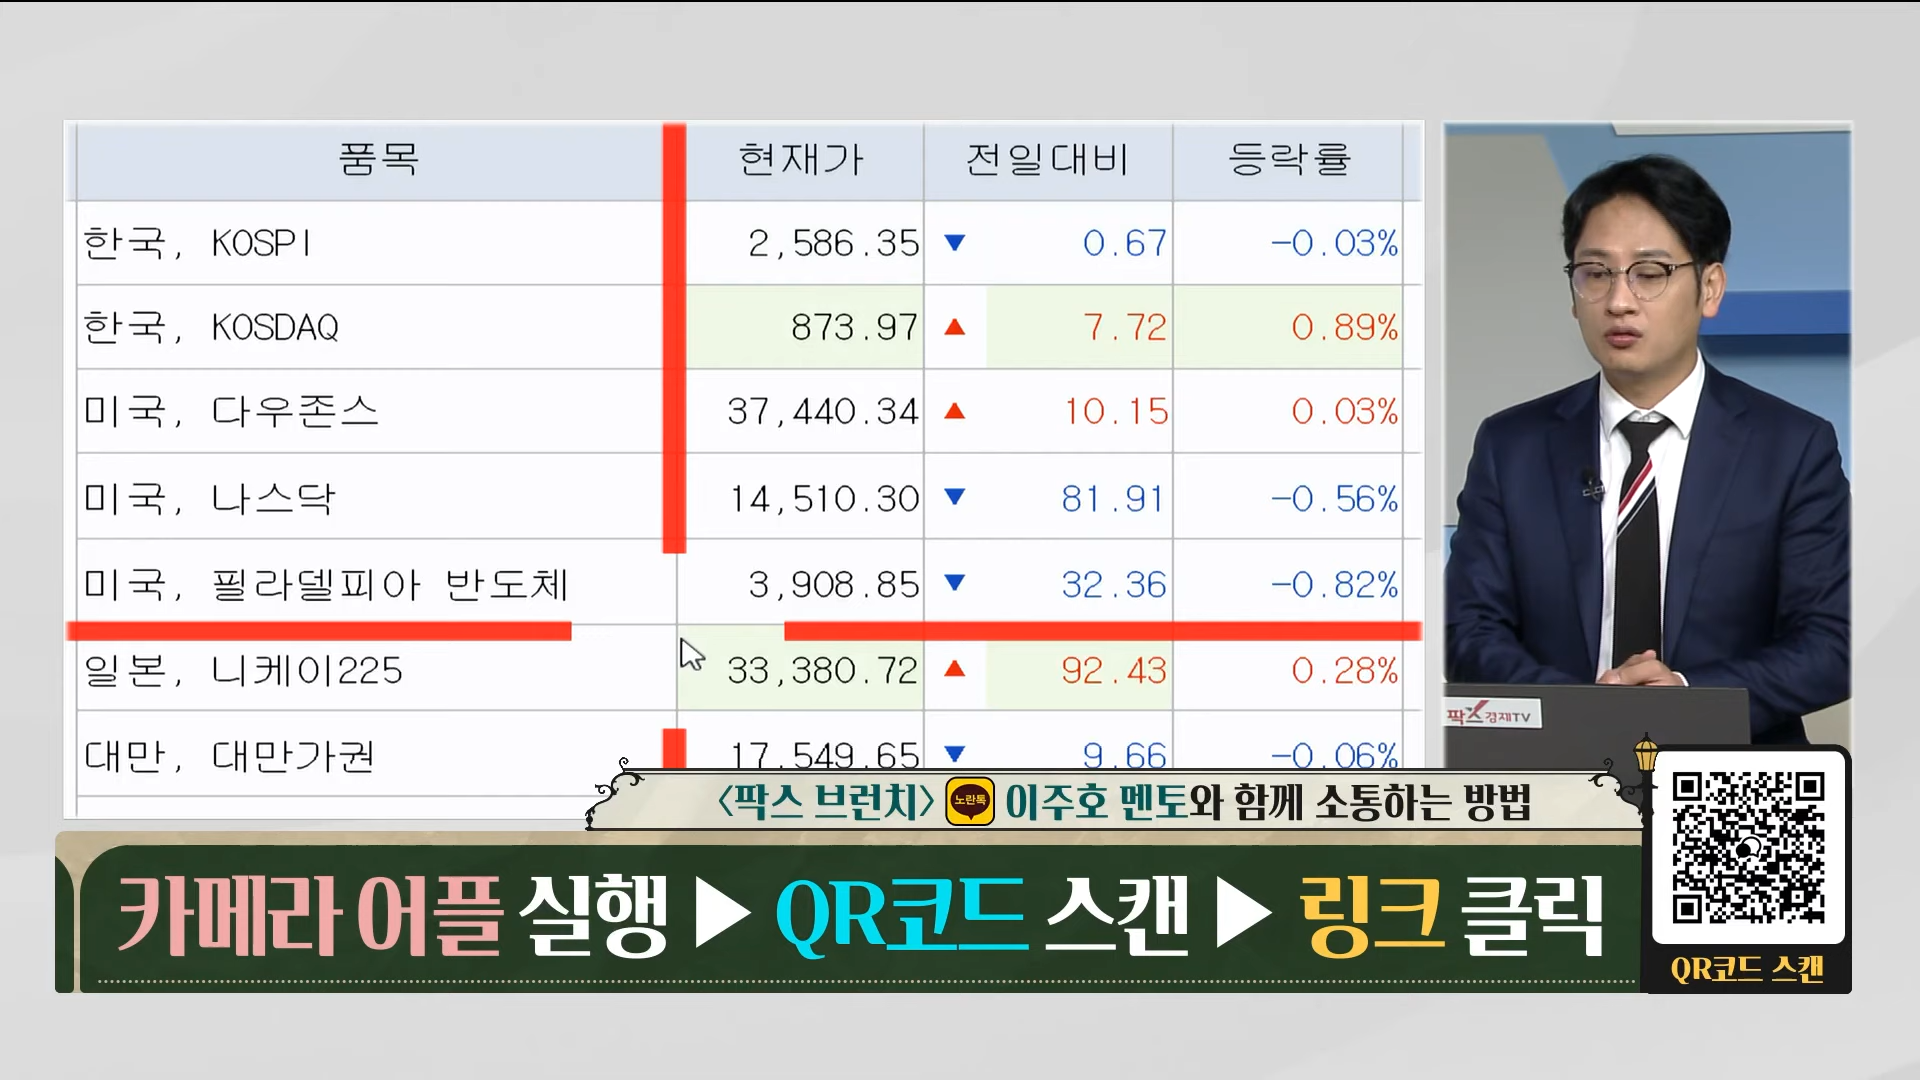 품목 현재가 전일대비 등락률
한국, KOSPI 2,586.35 ▼ 0.67 -0.03%
한국, KOSDAQ 873.97 ▲ 7.72 0.89%
미국, 다우존스 37,440.34 ▲ 10.15 0.03%
미국, 나스닥 14,510.30 ▼ 81.91 -0.56%
미국, 필라델피아 반도체 3,908.85 ▼ 32.36 -0.82%
일본, 니케이225 33,380.72 ▲ 92.43 0.28%
대만, 대만가권 17,549.65 ▼ 9.66 -0.06%
팍스경제TV
<팍스 브런치> 노란톡 이주호 멘토와 함께 소통하는 방법
카메라 어플 실행 ▶ QR코드 스캔 ▶ 링크 클릭
QR코드 스캔